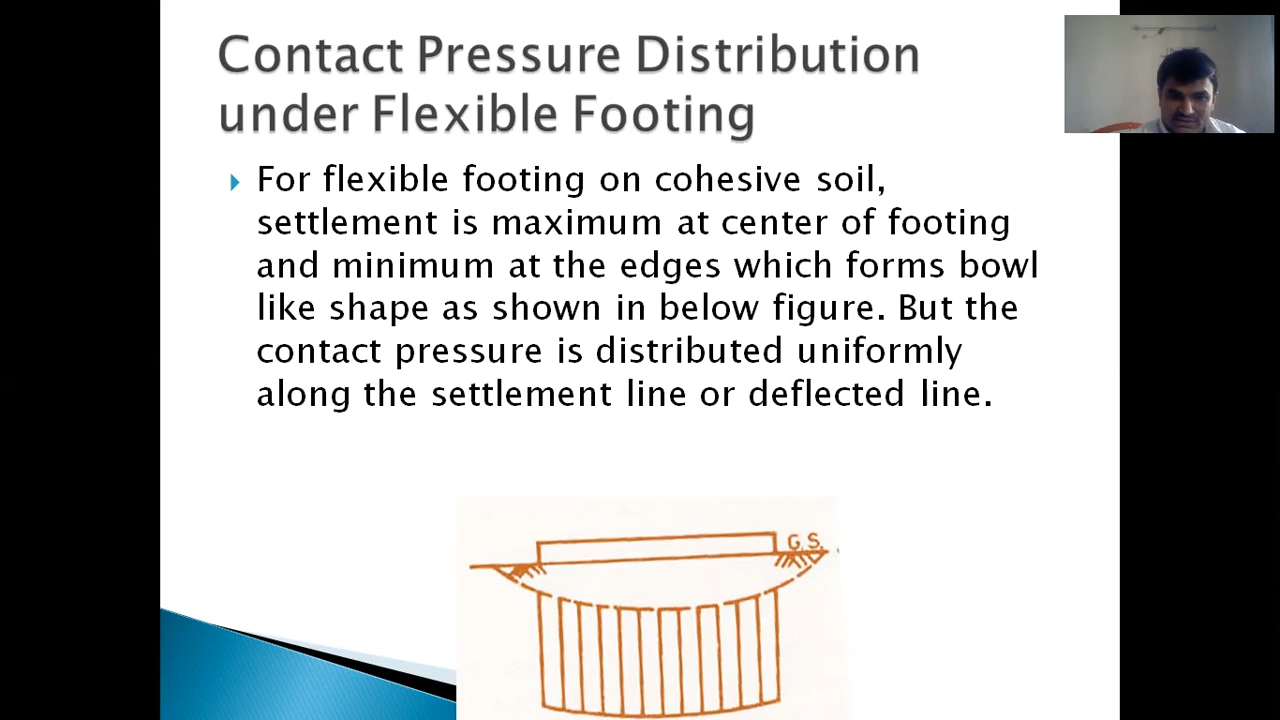 Contact Pressure Distribution
under Flexible Footing
For flexible footing on cohesive soil,
settlement is maximum at center of footing
and minimum at the edges which forms bowl
like shape as shown in below figure. But the
contact pressure is distributed uniformly
along the settlement line or deflected line.
G.S.